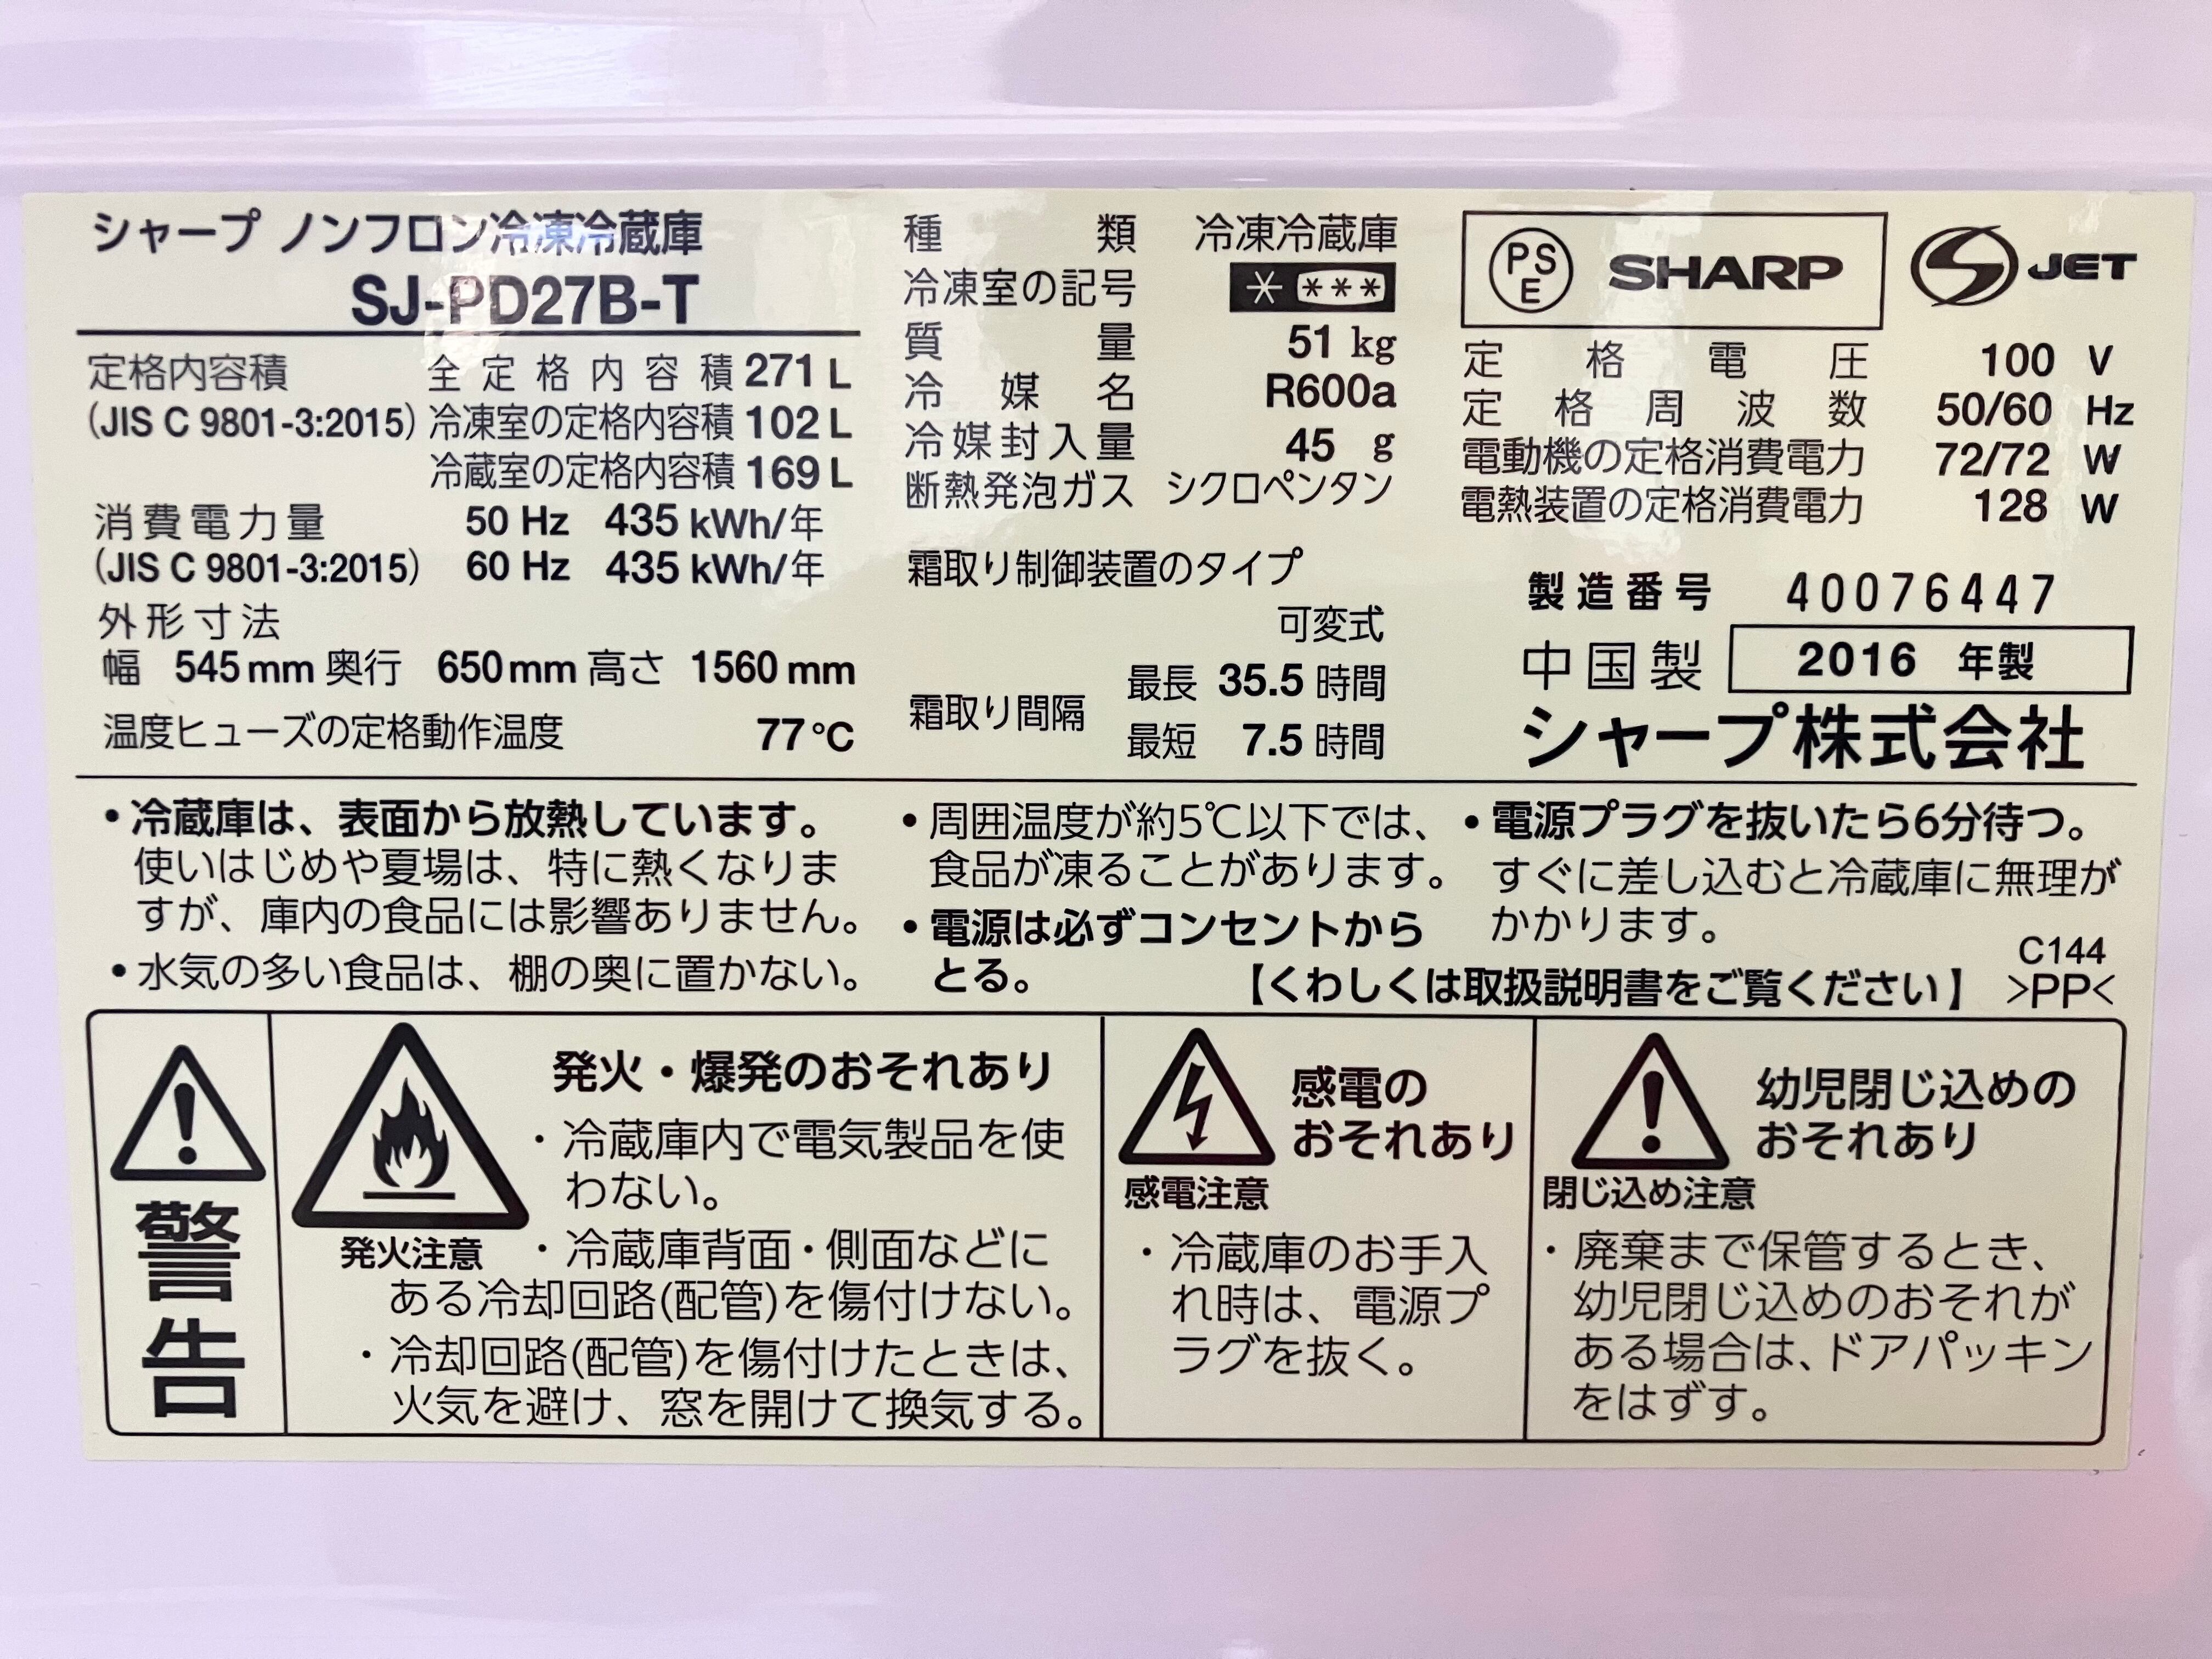 シャープ ノンフロン冷凍冷蔵庫
SJ-PD27B-T
定格内容積 全定格内容積 271 L
(JIS C 9801-3:2015) 冷凍室の定格内容積 102 L
冷蔵室の定格内容積 169 L
消費電力量 50 Hz 435 kWh/年
(JIS C 9801-3:2015) 60 Hz 435 kWh/年
外形寸法
幅 545 mm 奥行 650 mm 高さ 1560 mm
温度ヒューズの定格動作温度 77 ℃
種類 冷凍冷蔵庫
冷凍室の記号 * ***
質量 51 kg
冷媒名 R600a
冷媒封入量 45 g
断熱発泡ガス シクロペンタン
霜取り制御装置のタイプ
可変式
霜取り間隔 最長 35.5 時間
最短 7.5 時間
PSE SHARP JET
定格電圧 100 V
定格周波数 50/60 Hz
電動機の定格消費電力 72/72 W
電熱装置の定格消費電力 128 W
製造番号 40076447
中国製 2016 年製
シャープ株式会社
・冷蔵庫は、表面から放熱しています。
使いはじめや夏場は、特に熱くなりま
すが、庫内の食品には影響ありません。
・水気の多い食品は、棚の奥に置かない。
・周囲温度が約5℃以下では、
食品が凍ることがあります。
・電源は必ずコンセントから
とる。
・電源プラグを抜いたら6分待つ。
すぐに差し込むと冷蔵庫に無理が
かかります。
【くわしくは取扱説明書をご覧ください】
C144
>PP<
警告
発火注意
発火・爆発のおそれあり
・冷蔵庫内で電気製品を使
わない。
・冷蔵庫背面・側面などに
ある冷却回路(配管)を傷付けない。
・冷却回路(配管)を傷付けたときは、
火気を避け、窓を開けて換気する。
感電の
おそれあり
感電注意
・冷蔵庫のお手入
れ時は、電源プ
ラグを抜く。
幼児閉じ込めの
おそれあり
閉じ込め注意
・廃棄まで保管するとき、
幼児閉じ込めのおそれが
ある場合は、ドアパッキン
をはずす。